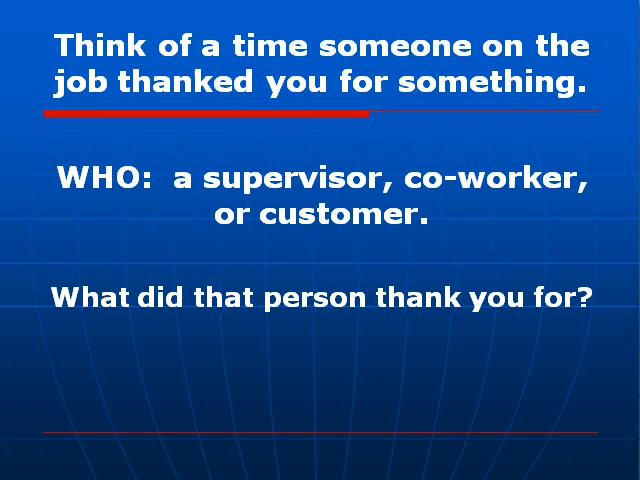 Think of a time someone on the
job thanked you for something.
WHO:  a supervisor, co-worker,
or customer.
What did that person thank you for?